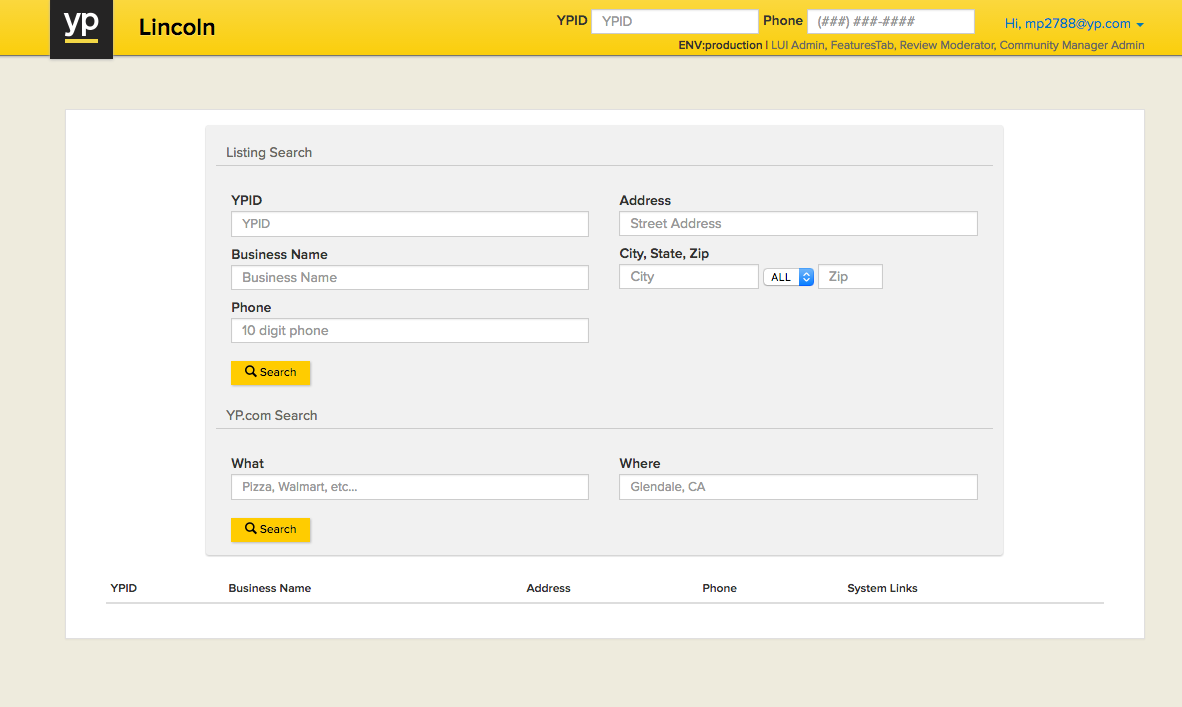 yp
Lincoln
YPID YPID Phone (###) ###-#### Hi, mp2788@yp.com
ENV:production | LUI Admin, FeaturesTab, Review Moderator, Community Manager Admin
Listing Search
YPID
YPID
Address
Street Address
Business Name
Business Name
City, State, Zip
City ALL Zip
Phone
10 digit phone
Search
YP.com Search
What
Pizza, Walmart, etc...
Where
Glendale, CA
Search
YPID Business Name Address Phone System Links